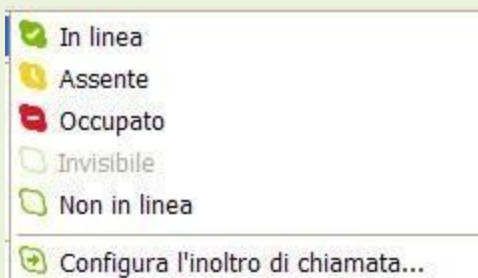 In linea
Assente
Occupato
Invisibile
Non in linea
Configura l'inoltro di chiamata...